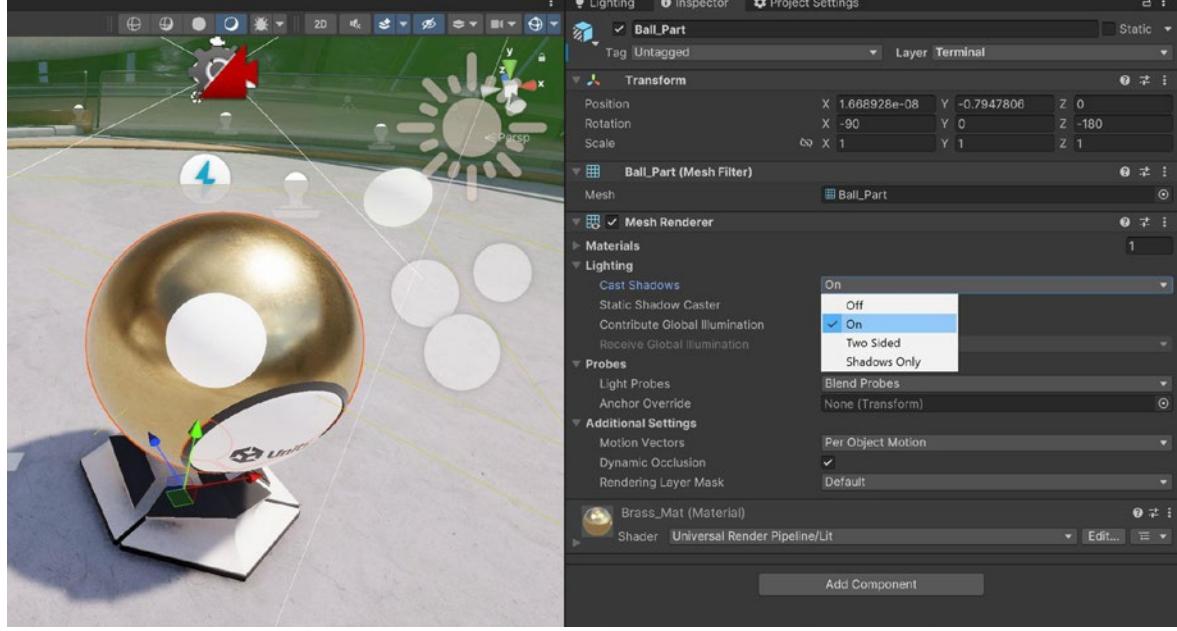 Lighting Inspector Project Settings
2D
Ball_Part Static
Tag Untagged Layer Terminal
Transform
Position X 1.668928e-08 Y -0.7947806 Z 0
Rotation X -90 Y 0 Z -180
Scale X 1 Y 1 Z 1
Ball_Part (Mesh Filter)
Mesh Ball_Part
Mesh Renderer
Materials 1
Lighting
Cast Shadows On
Static Shadow Caster Off
Contribute Global Illumination On
Receive Global Illumination Two Sided
Shadows Only
Probes
Light Probes Blend Probes
Anchor Override None (Transform)
Additional Settings
Motion Vectors Per Object Motion
Dynamic Occlusion
Rendering Layer Mask Default
Brass_Mat (Material)
Shader Universal Render Pipeline/Lit Edit...
Add Component
y
z
x
<Persp